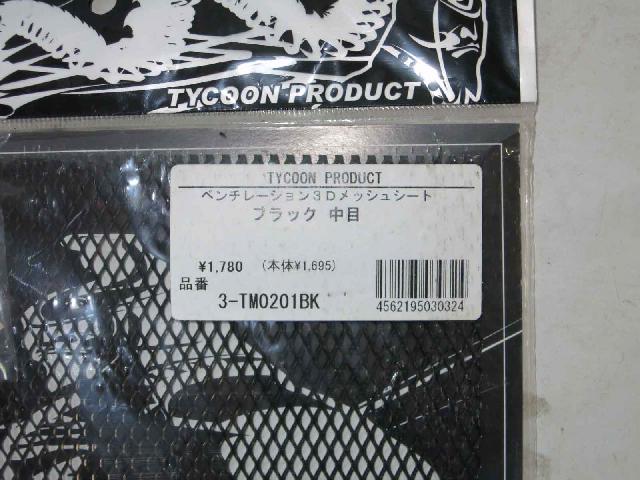 TYCOON PRODUCT
TYCOON PRODUCT
ベンチレーション3Dメッシュシート
ブラック 中目
¥1,780 (本体¥1,695)
品番
3-TM0201BK
4562195030324